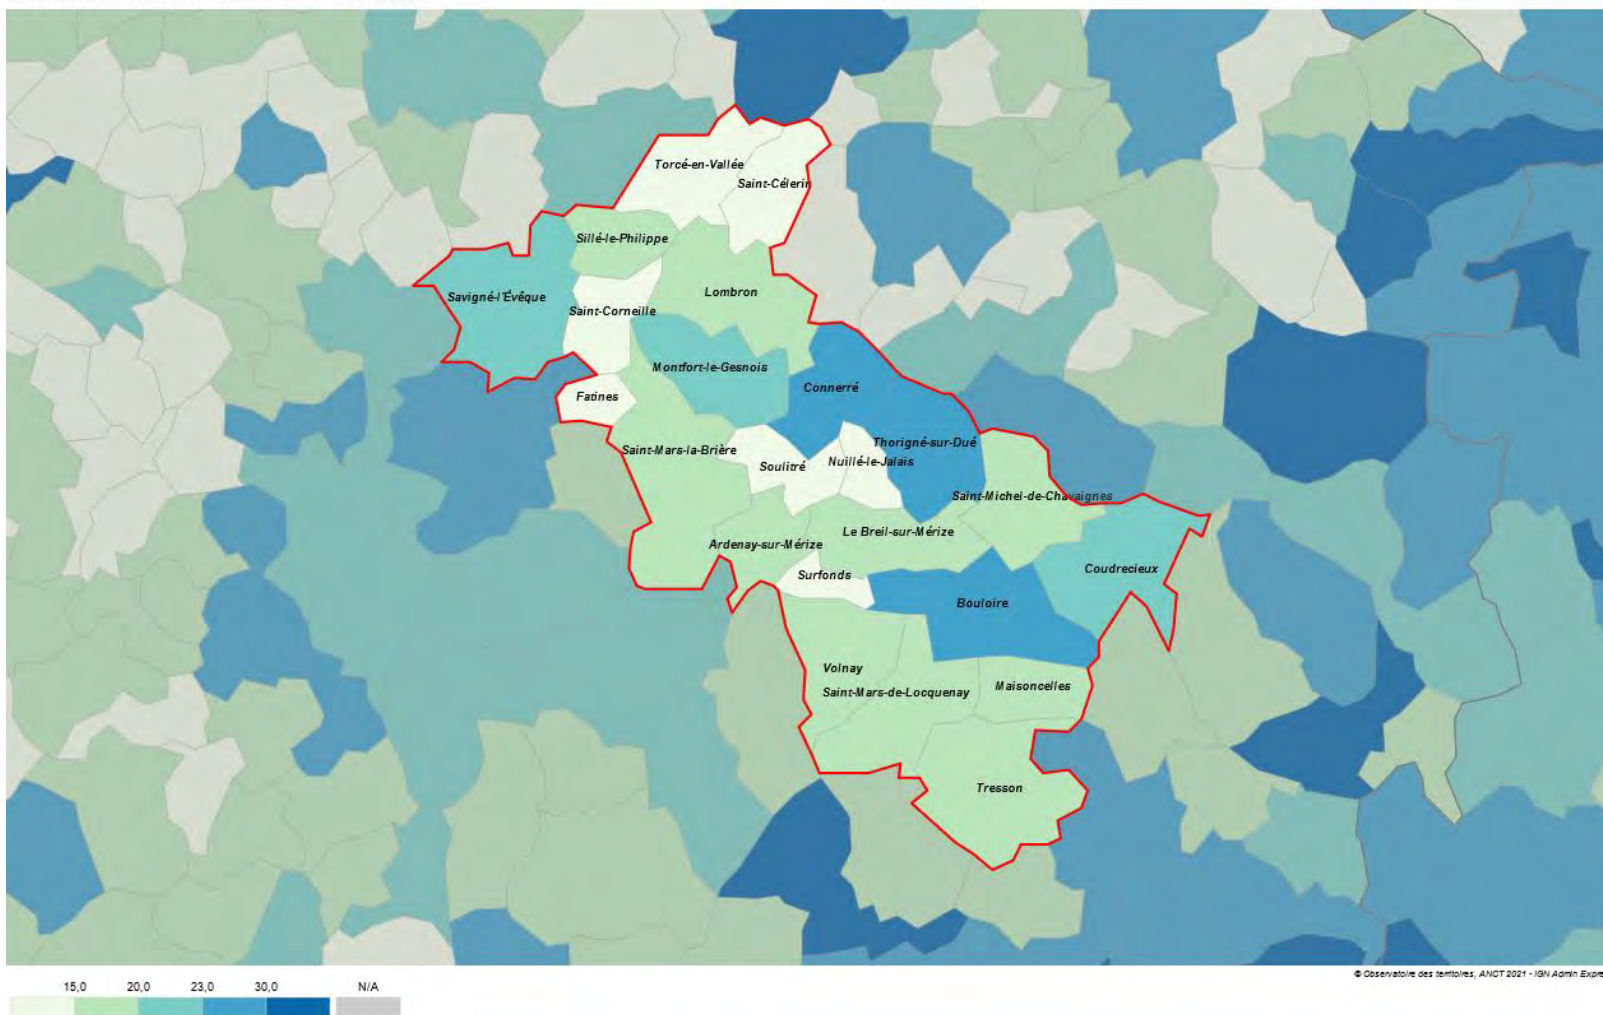 Torcé-en-Vallée
Saint-Célerin
Sillé-le-Philippe
Savigné-l'Évêque
Lombron
Saint-Corneille
Montfort-le-Gesnois
Connerré
Fatines
Thorigné-sur-Dué
Saint-Mars-la-Brière
Nuillé-le-Jalais
Soulitré
Saint-Michel-de-Chavaignes
Le Breil-sur-Mérize
Ardenay-sur-Mérize
Coudrecieux
Surfonds
Bouloire
Volnay
Maisoncelles
Saint-Mars-de-Locquenay
Tresson
© Observatoire des territoires, ANCT 2021 - IGN Admin Expre
15,0 20,0 23,0 30,0 N/A